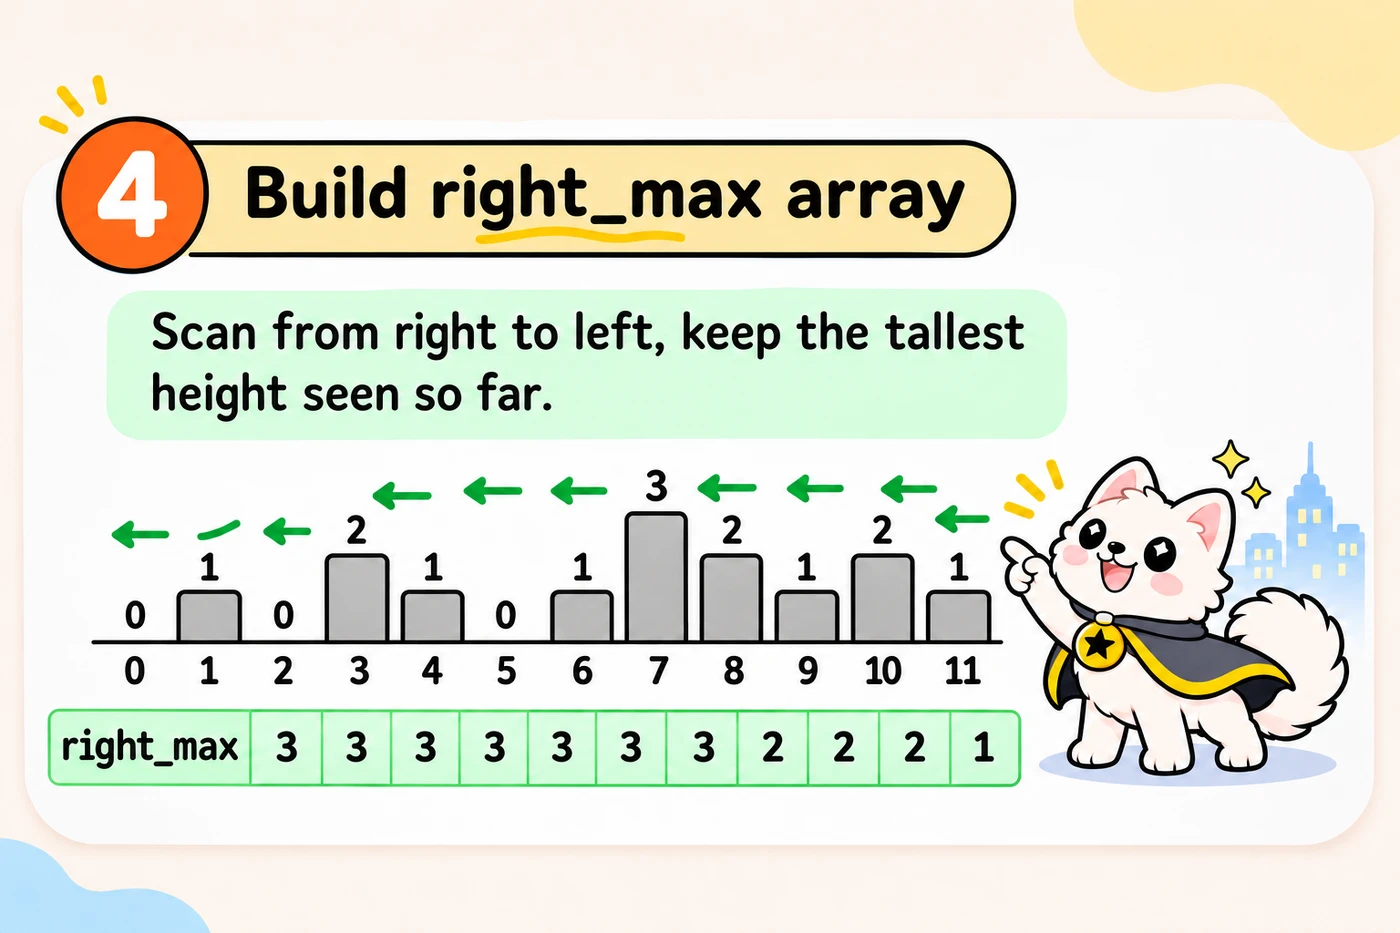 4
Build right_max array
Scan from right to left, keep the tallest
height seen so far.
0 1 0 2 1 0 1 3 2 1 2 1
0 1 2 3 4 5 6 7 8 9 10 11
right_max 3 3 3 3 3 3 3 2 2 2 1